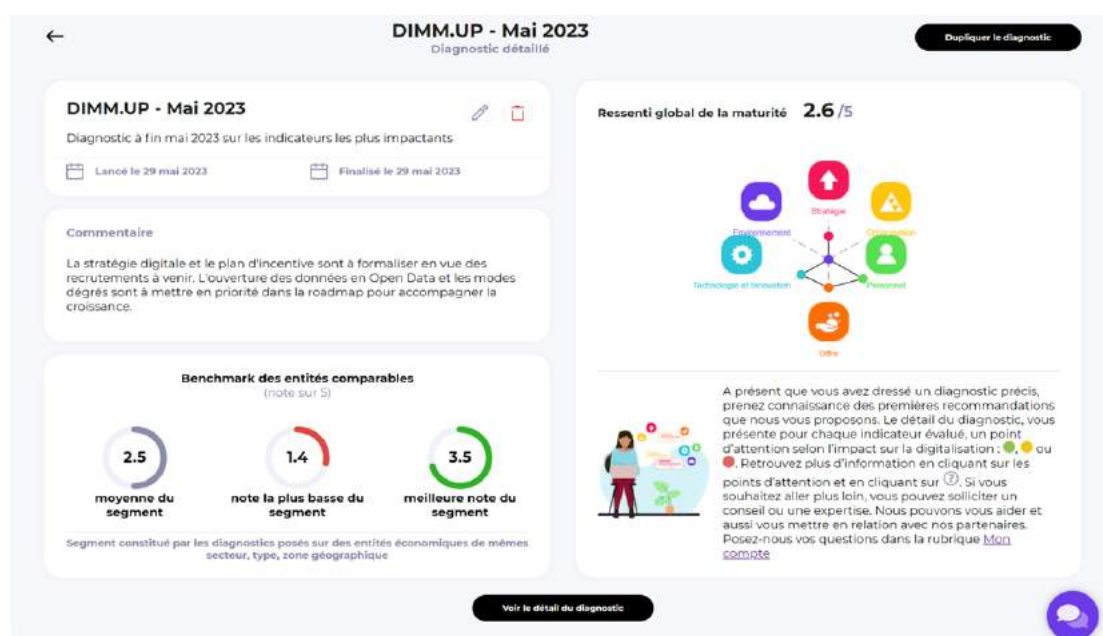 DIMM.UP - Mai 2023
Diagnostic détaillé
Dupliquer le diagnostic
DIMM.UP - Mai 2023
Diagnostic à fin mai 2023 sur les indicateurs les plus impactants
Lancé le 29 mai 2023
Finalisé le 29 mai 2023
Commentaire
La stratégie digitale et le plan d'incentive sont à formaliser en vue des
recrutements à venir. L'ouverture des données en Open Data et les modes
dégrés sont à mettre en priorité dans la roadmap pour accompagner la
croissance.
Benchmark des entités comparables
(note sur 5)
2.5
moyenne du
segment
1.4
note la plus basse du
segment
3.5
meilleure note du
segment
Segment constitué par les diagnostics posés sur des entités économiques de mêmes
secteur, type, zone géographique
Ressenti global de la maturité 2.6 /5
Stratégie
Environnement
Organisation
Technologie et Innovation
Personnel
Offre
A présent que vous avez dressé un diagnostic précis,
prenez connaissance des premières recommandations
que nous vous proposons. Le détail du diagnostic, vous
présente pour chaque indicateur évalué, un point
d'attention selon l'impact sur la digitalisation : , ou
. Retrouvez plus d'information en cliquant sur les
points d'attention et en cliquant sur ?. Si vous
souhaitez aller plus loin, vous pouvez solliciter un
conseil ou une expertise. Nous pouvons vous aider et
aussi vous mettre en relation avec nos partenaires.
Posez-nous vos questions dans la rubrique Mon
compte
Voir le détail du diagnostic